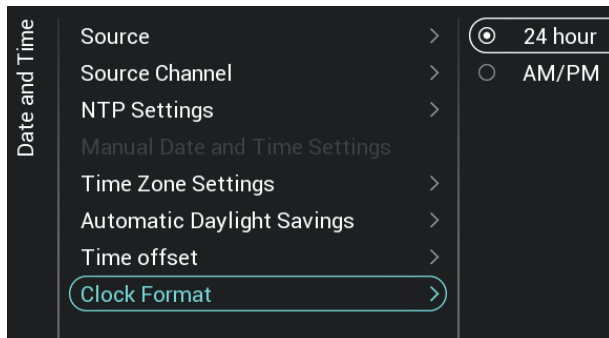 Date and Time
Source
Source Channel
NTP Settings
Manual Date and Time Settings
Time Zone Settings
Automatic Daylight Savings
Time offset
Clock Format
24 hour
AM/PM